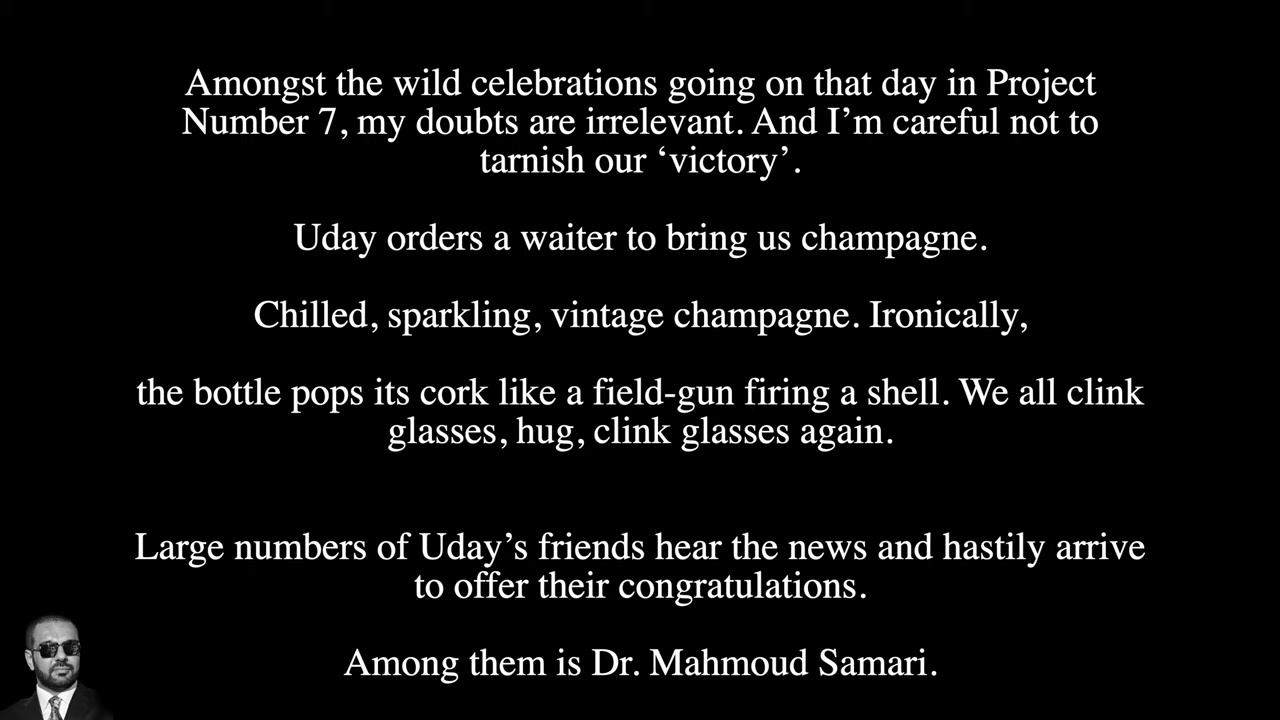 Amongst the wild celebrations going on that day in Project
Number 7, my doubts are irrelevant. And I’m careful not to
tarnish our ‘victory’.
Uday orders a waiter to bring us champagne.
Chilled, sparkling, vintage champagne. Ironically,
the bottle pops its cork like a field-gun firing a shell. We all clink
glasses, hug, clink glasses again.
Large numbers of Uday’s friends hear the news and hastily arrive
to offer their congratulations.
Among them is Dr. Mahmoud Samari.